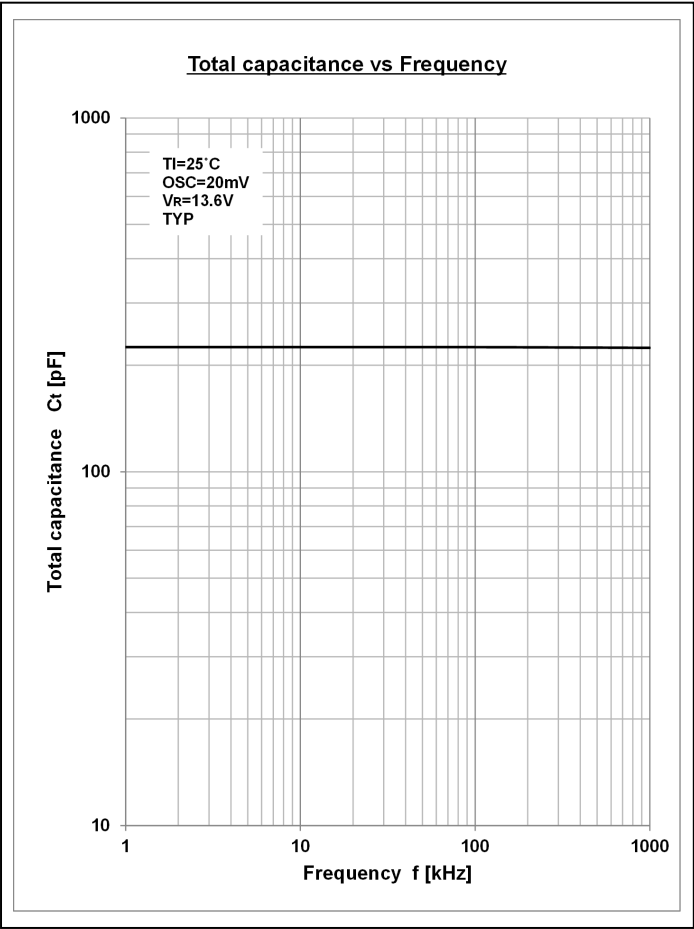 Total capacitance vs Frequency
1000
Tl=25°C
OSC=20mV
VR=13.6V
TYP
Total capacitance Ct [pF]
100
10
1 10 100 1000
Frequency f [kHz]